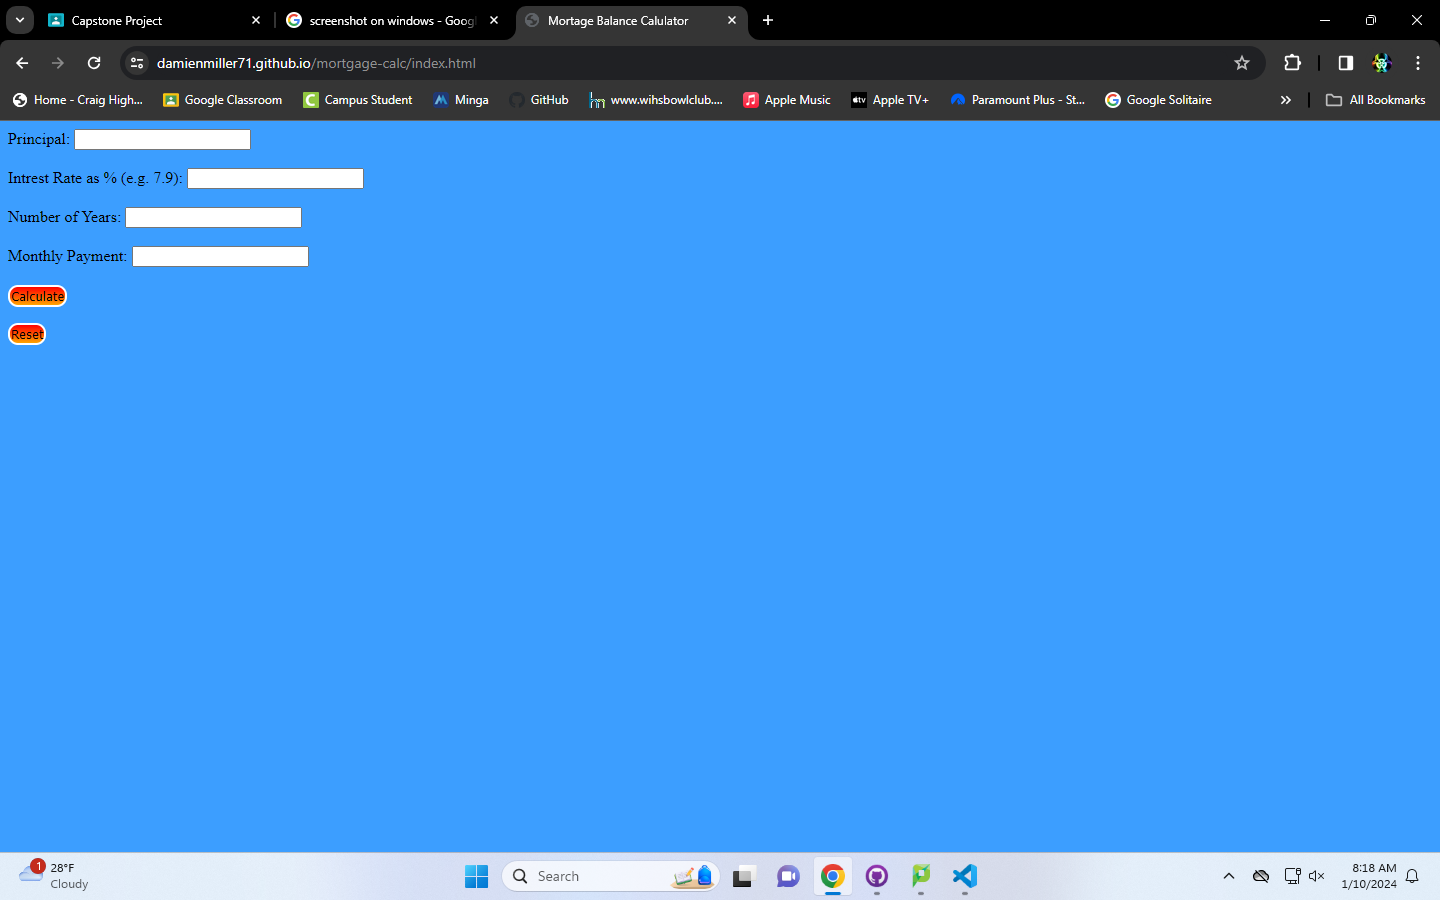 Capstone Project
screenshot on windows - Goog
Mortage Balance Calulator
damienmiller71.github.io/mortgage-calc/index.html
Home - Craig High... Google Classroom Campus Student Minga GitHub www.wihsbowlclub.... Apple Music Apple TV+ Paramount Plus - St... Google Solitaire All Bookmarks
Principal:
Intrest Rate as % (e.g. 7.9):
Number of Years:
Monthly Payment:
Calculate
Reset
1
28°F
Cloudy
Search
8:18 AM
1/10/2024